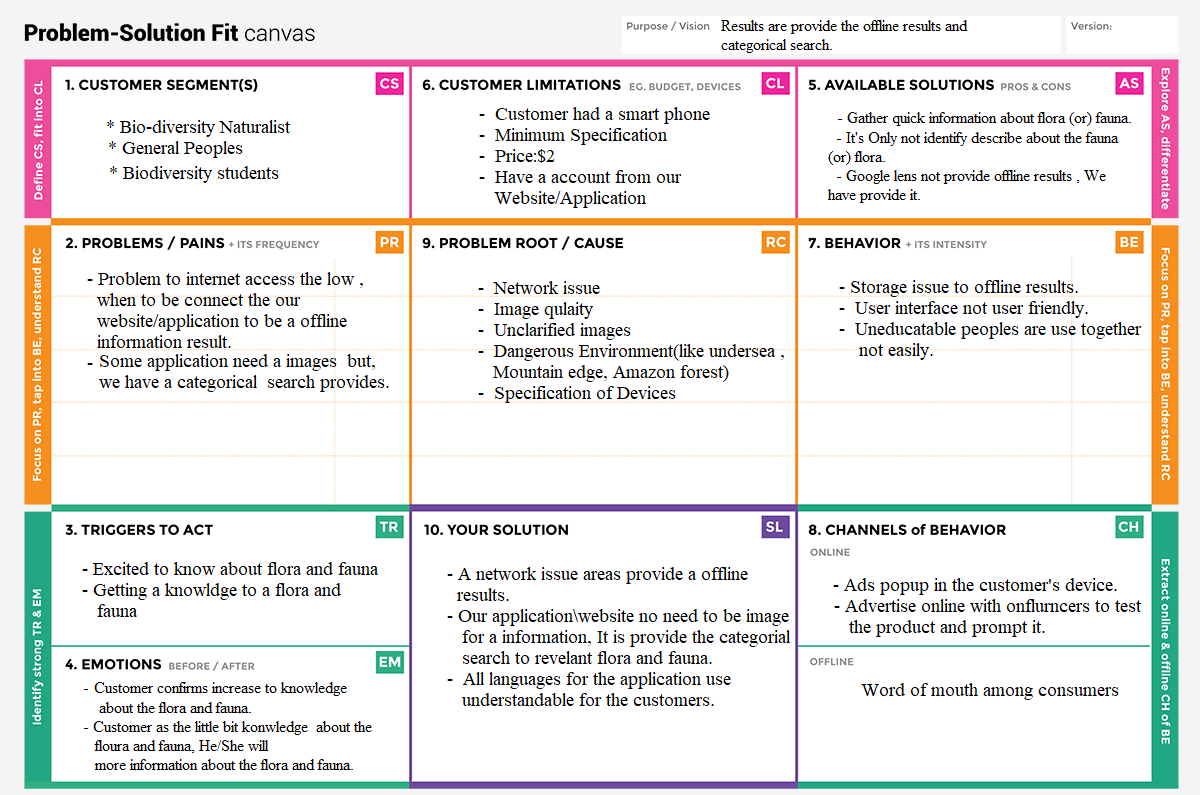 Problem-Solution Fit canvas
Purpose / Vision
Results are provide the offline results and
categorical search.
Version:
Define CS, fit into CL
1. CUSTOMER SEGMENT(S)
CS
* Bio-diversity Naturalist
* General Peoples
* Biodiversity students
6. CUSTOMER LIMITATIONS EG. BUDGET, DEVICES
CL
- Customer had a smart phone
- Minimum Specification
- Price:$2
- Have a account from our
Website/Application
5. AVAILABLE SOLUTIONS PROS & CONS
AS
- Gather quick information about flora (or) fauna.
- It's Only not identify describe about the fauna
(or) flora.
- Google lens not provide offline results , We
have provide it.
Explore AS, differentiate
Focus on PR, tap into BE, understand RC
2. PROBLEMS / PAINS + ITS FREQUENCY
PR
- Problem to internet access the low ,
when to be connect the our
website/application to be a offline
information result.
- Some application need a images but,
we have a categorical search provides.
9. PROBLEM ROOT / CAUSE
RC
- Network issue
- Image qulaity
- Unclarified images
- Dangerous Environment(like undersea ,
Mountain edge, Amazon forest)
- Specification of Devices
7. BEHAVIOR + ITS INTENSITY
BE
- Storage issue to offline results.
- User interface not user friendly.
- Uneducatable peoples are use together
not easily.
Focus on PR, tap into BE, understand RC
Identify strong TR & EM
3. TRIGGERS TO ACT
TR
- Excited to know about flora and fauna
- Getting a knowldge to a flora and
fauna
4. EMOTIONS BEFORE / AFTER
EM
- Customer confirms increase to knowledge
about the flora and fauna.
- Customer as the little bit konwledge about the
floura and fauna, He/She will
more information about the flora and fauna.
10. YOUR SOLUTION
SL
- A network issue areas provide a offline
results.
- Our application\website no need to be image
for a information, It is provide the categorial
search to revelant flora and fauna.
- All languages for the application use
understandable for the customers.
8. CHANNELS of BEHAVIOR
CH
ONLINE
- Ads popup in the customer's device.
- Advertise online with onflurncers to test
the product and prompt it.
OFFLINE
Word of mouth among consumers
Extract online & offline CH of BE